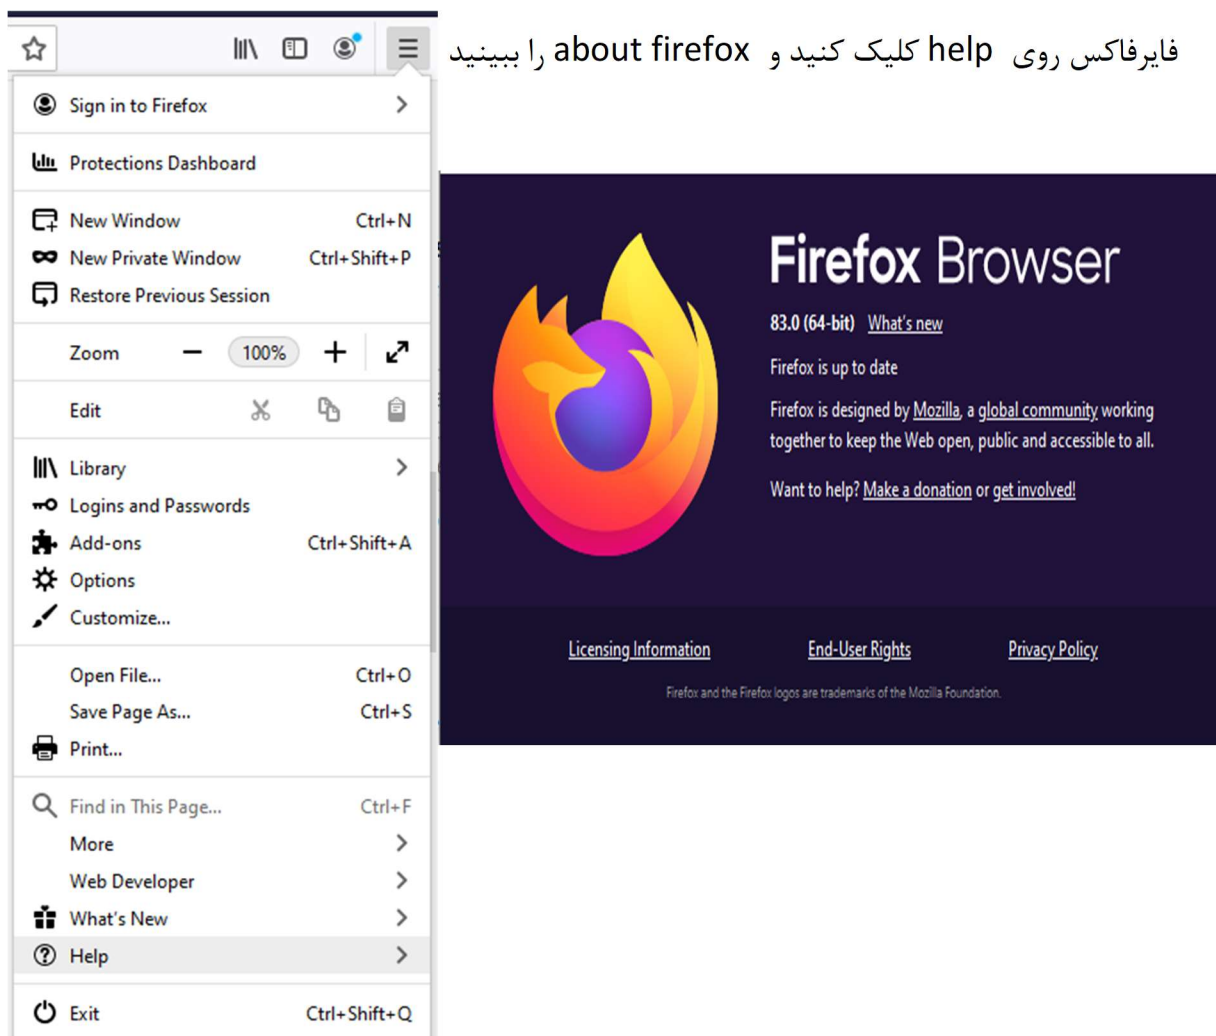 فایرفاکس روی help کلیک کنید و about firefox را ببینید
Sign in to Firefox
Protections Dashboard
New Window Ctrl+N
New Private Window Ctrl+Shift+P
Restore Previous Session
Zoom 100%
Edit
Library
Logins and Passwords
Add-ons Ctrl+Shift+A
Options
Customize...
Open File... Ctrl+O
Save Page As... Ctrl+S
Print...
Find in This Page... Ctrl+F
More
Web Developer
What's New
Help
Exit Ctrl+Shift+Q
Firefox Browser
83.0 (64-bit) What's new
Firefox is up to date
Firefox is designed by Mozilla, a global community working
together to keep the Web open, public and accessible to all.
Want to help? Make a donation or get involved!
Licensing Information End-User Rights Privacy Policy
Firefox and the Firefox logos are trademarks of the Mozilla Foundation.